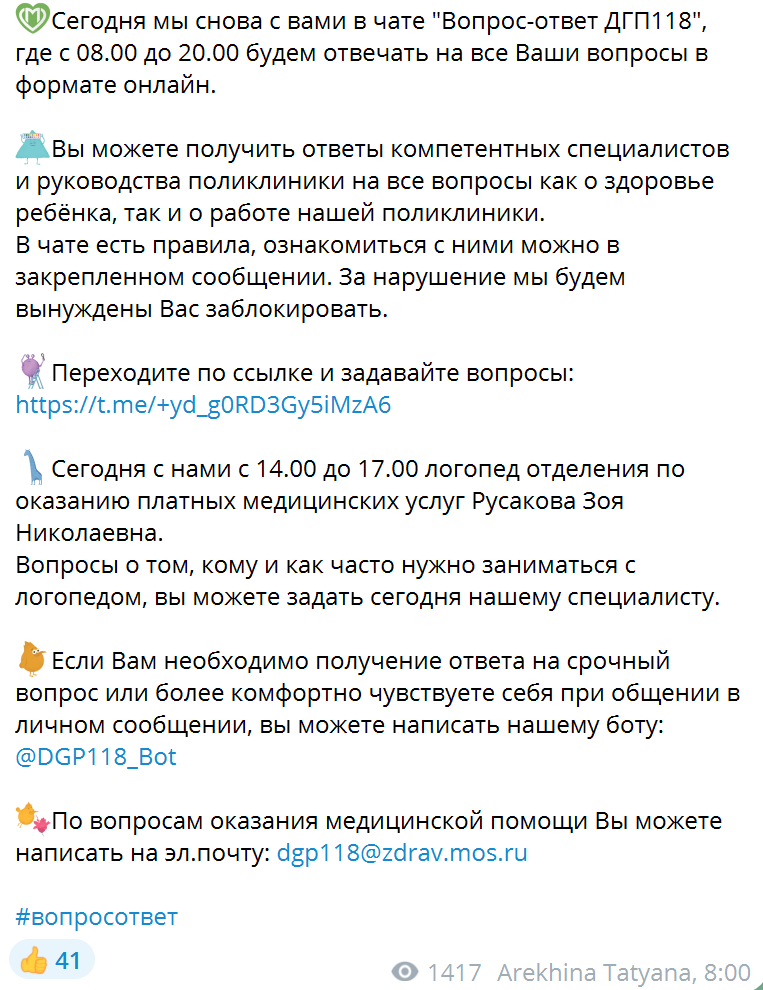 Сегодня мы снова с вами в чате "Вопрос-ответ ДГП118",
где с 08.00 до 20.00 будем отвечать на все Ваши вопросы в
формате онлайн.
Вы можете получить ответы компетентных специалистов
и руководства поликлиники на все вопросы как о здоровье
ребёнка, так и о работе нашей поликлиники.
В чате есть правила, ознакомиться с ними можно в
закрепленном сообщении. За нарушение мы будем
вынуждены Вас заблокировать.
Переходите по ссылке и задавайте вопросы:
https://t.me/+yd_g0RD3Gy5iMzA6
Сегодня с нами с 14.00 до 17.00 логопед отделения по
оказанию платных медицинских услуг Русакова Зоя
Николаевна.
Вопросы о том, кому и как часто нужно заниматься с
логопедом, вы можете задать сегодня нашему специалисту.
Если Вам необходимо получение ответа на срочный
вопрос или более комфортно чувствуете себя при общении в
личном сообщении, вы можете написать нашему боту:
@DGP118_Bot
По вопросам оказания медицинской помощи Вы можете
написать на эл.почту: dgp118@zdrav.mos.ru
#вопросответ
41
1417 Arekhina Tatyana, 8:00